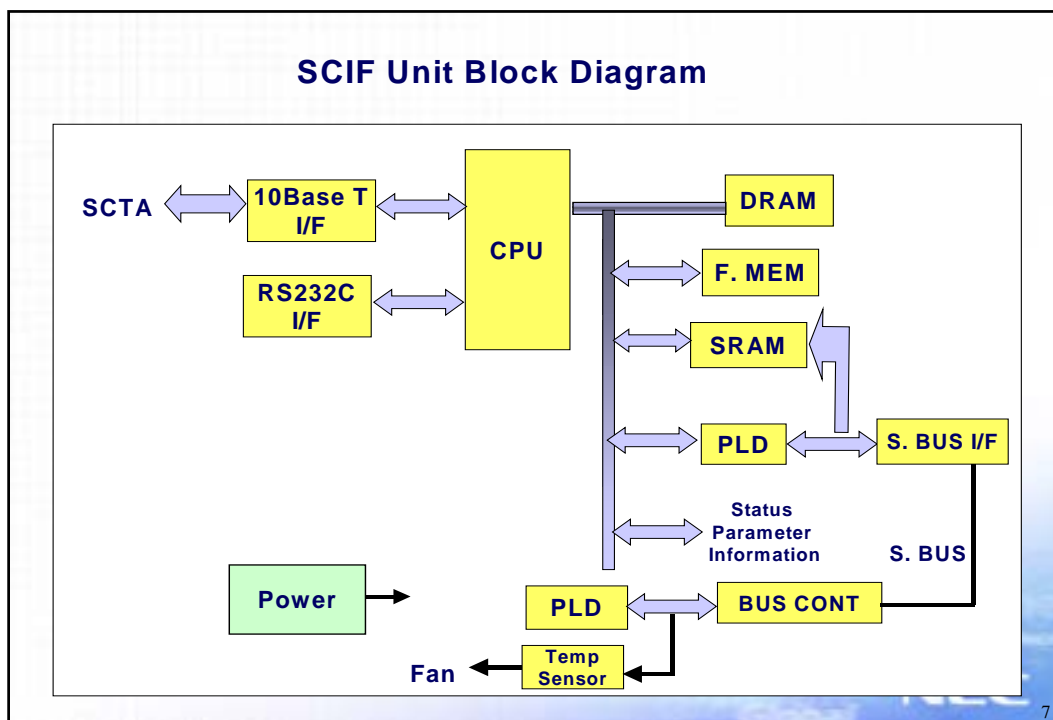 SCIF Unit Block Diagram
SCTA
10Base T
I/F
RS232C
I/F
CPU
DRAM
F. MEM
SRAM
PLD
S. BUS I/F
Status
Parameter
Information
S. BUS
Power
PLD
BUS CONT
Fan
Temp
Sensor
NEC
7